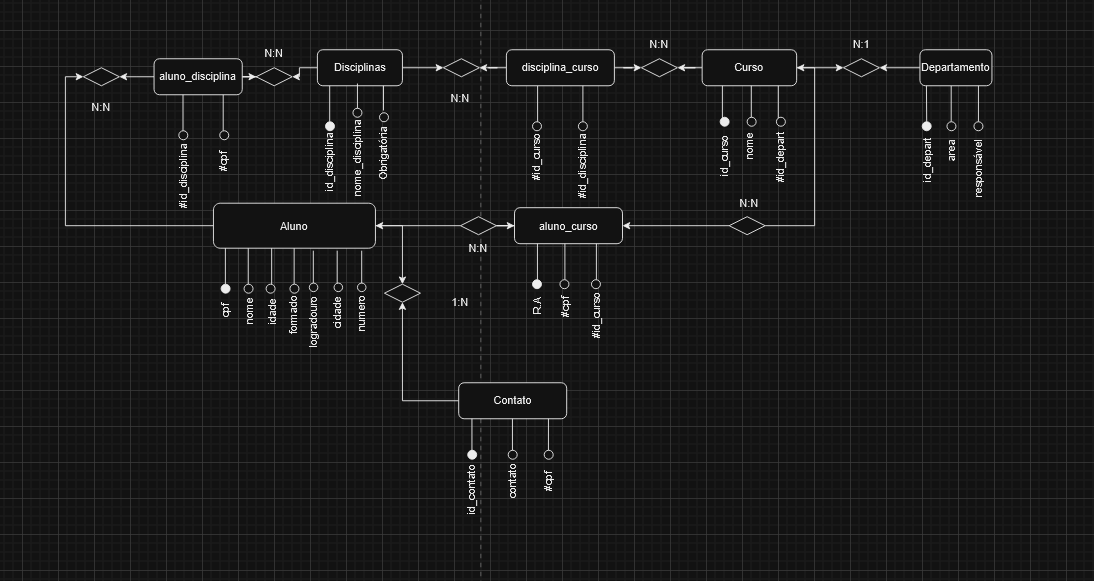 N:N
N:N
N:1
aluno_disciplina
Disciplinas
disciplina_curso
Curso
Departamento
N:N
N:N
#id_disciplina
#cpf
id_disciplina
nome_disciplina
Obrigatória
#id_curso
#id_disciplina
id_curso
nome
#id_depart
id_depart
area
responsável
N:N
Aluno
aluno_curso
N:N
cpf
nome
idade
formado
logradouro
cidade
numero
1:N
R.A
#cpf
#id_curso
Contato
id_contato
contato
#cpf